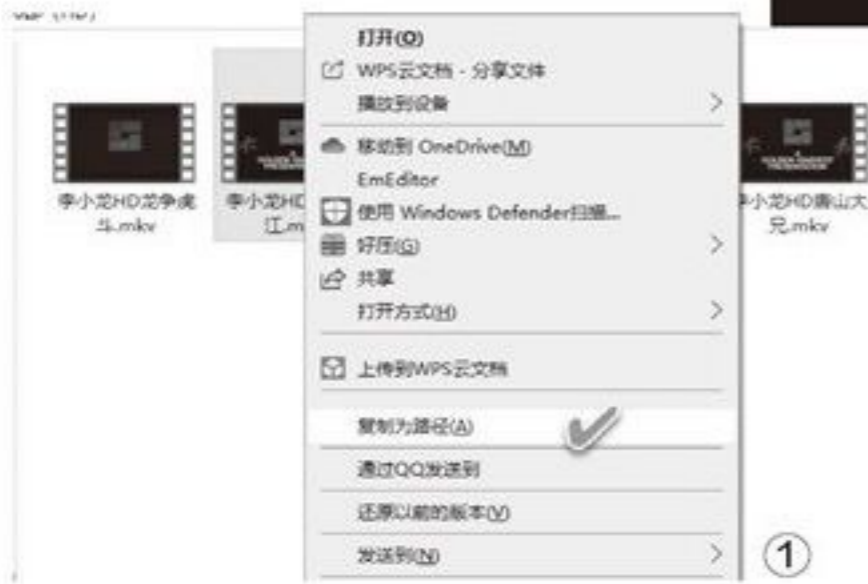 打开(O)
WPS云文档 - 分享文件
播放到设备
移动到 OneDrive(M)
EmEditor
使用 Windows Defender扫描...
好压(G)
共享
打开方式(H)
上传到WPS云文档
复制为路径(A)
通过QQ发送到
还原以前的版本(V)
发送到(N)
李小龙HD龙争虎
斗.mkv
李小龙HD
江.m
小龙HD唐山大
兄.mkv
①